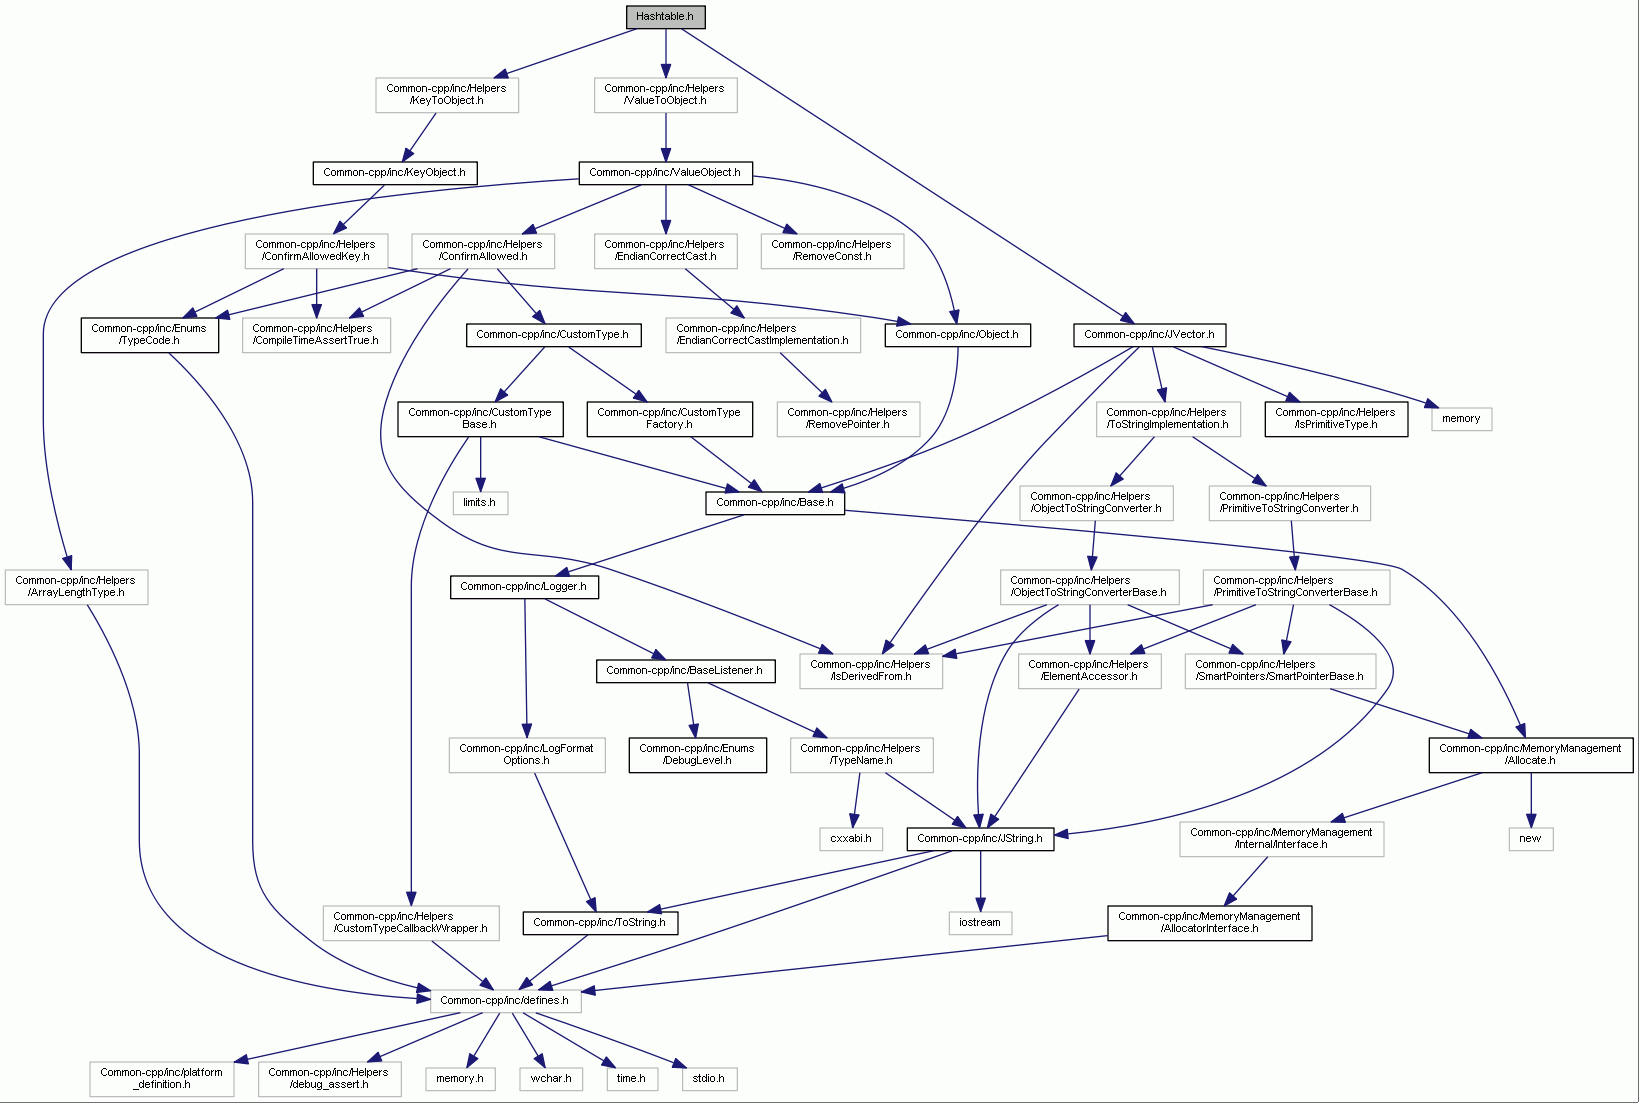 Hashtable.h
Common-cpp/inc/Helpers
/KeyToObject.h
Common-cpp/inc/Helpers
/ValueToObject.h
Common-cpp/inc/KeyObject.h
Common-cpp/inc/ValueObject.h
Common-cpp/inc/Helpers
/ConfirmAllowedKey.h
Common-cpp/inc/Helpers
/ConfirmAllowed.h
Common-cpp/inc/Helpers
/EndianCorrectCast.h
Common-cpp/inc/Helpers
/RemoveConst.h
Common-cpp/inc/Enums
/TypeCode.h
Common-cpp/inc/Helpers
/CompileTimeAssertTrue.h
Common-cpp/inc/CustomType.h
Common-cpp/inc/Helpers
/EndianCorrectCastImplementation.h
Common-cpp/inc/Object.h
Common-cpp/inc/JVector.h
Common-cpp/inc/CustomType
Base.h
Common-cpp/inc/CustomType
Factory.h
Common-cpp/inc/Helpers
/RemovePointer.h
Common-cpp/inc/Helpers
/ToStringImplementation.h
Common-cpp/inc/Helpers
/IsPrimitiveType.h
memory
limits.h
Common-cpp/inc/Base.h
Common-cpp/inc/Helpers
/ObjectToStringConverter.h
Common-cpp/inc/Helpers
/PrimitiveToStringConverter.h
Common-cpp/inc/Helpers
/ArrayLengthType.h
Common-cpp/inc/Logger.h
Common-cpp/inc/Helpers
/ObjectToStringConverterBase.h
Common-cpp/inc/Helpers
/PrimitiveToStringConverterBase.h
Common-cpp/inc/BaseListener.h
Common-cpp/inc/Helpers
/IsDerivedFrom.h
Common-cpp/inc/Helpers
/ElementAccessor.h
Common-cpp/inc/Helpers
/SmartPointers/SmartPointerBase.h
Common-cpp/inc/LogFormat
Options.h
Common-cpp/inc/Enums
/DebugLevel.h
Common-cpp/inc/Helpers
/TypeName.h
Common-cpp/inc/MemoryManagement
/Allocate.h
cxxabi.h
Common-cpp/inc/JString.h
Common-cpp/inc/MemoryManagement
/Internal/Interface.h
new
Common-cpp/inc/Helpers
/CustomTypeCallbackWrapper.h
Common-cpp/inc/ToString.h
iostream
Common-cpp/inc/MemoryManagement
/AllocatorInterface.h
Common-cpp/inc/defines.h
Common-cpp/inc/platform
_definition.h
Common-cpp/inc/Helpers
/debug_assert.h
memory.h
wchar.h
time.h
stdio.h